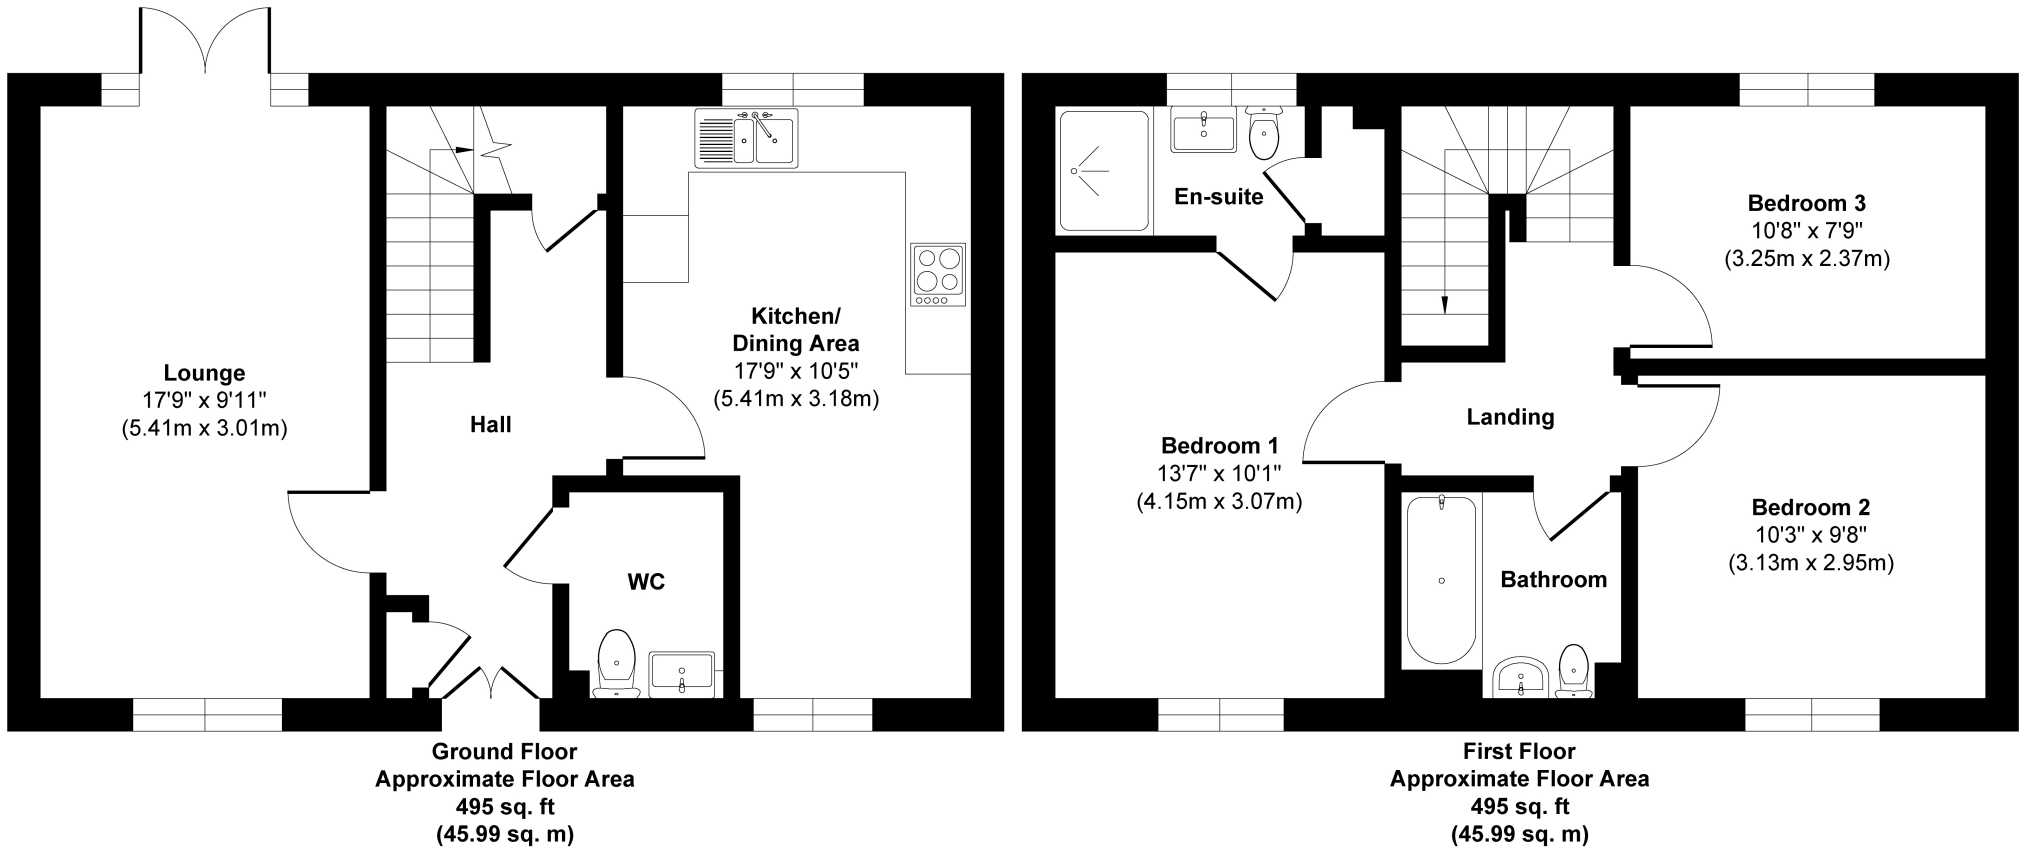 Lounge
17'9" x 9'11"
(5.41m x 3.01m)
Hall
Kitchen/
Dining Area
17'9" x 10'5"
(5.41m x 3.18m)
WC
Ground Floor
Approximate Floor Area
495 sq. ft
(45.99 sq. m)
En-suite
Bedroom 3
10'8" x 7'9"
(3.25m x 2.37m)
Landing
Bedroom 1
13'7" x 10'1"
(4.15m x 3.07m)
Bedroom 2
10'3" x 9'8"
(3.13m x 2.95m)
Bathroom
First Floor
Approximate Floor Area
495 sq. ft
(45.99 sq. m)